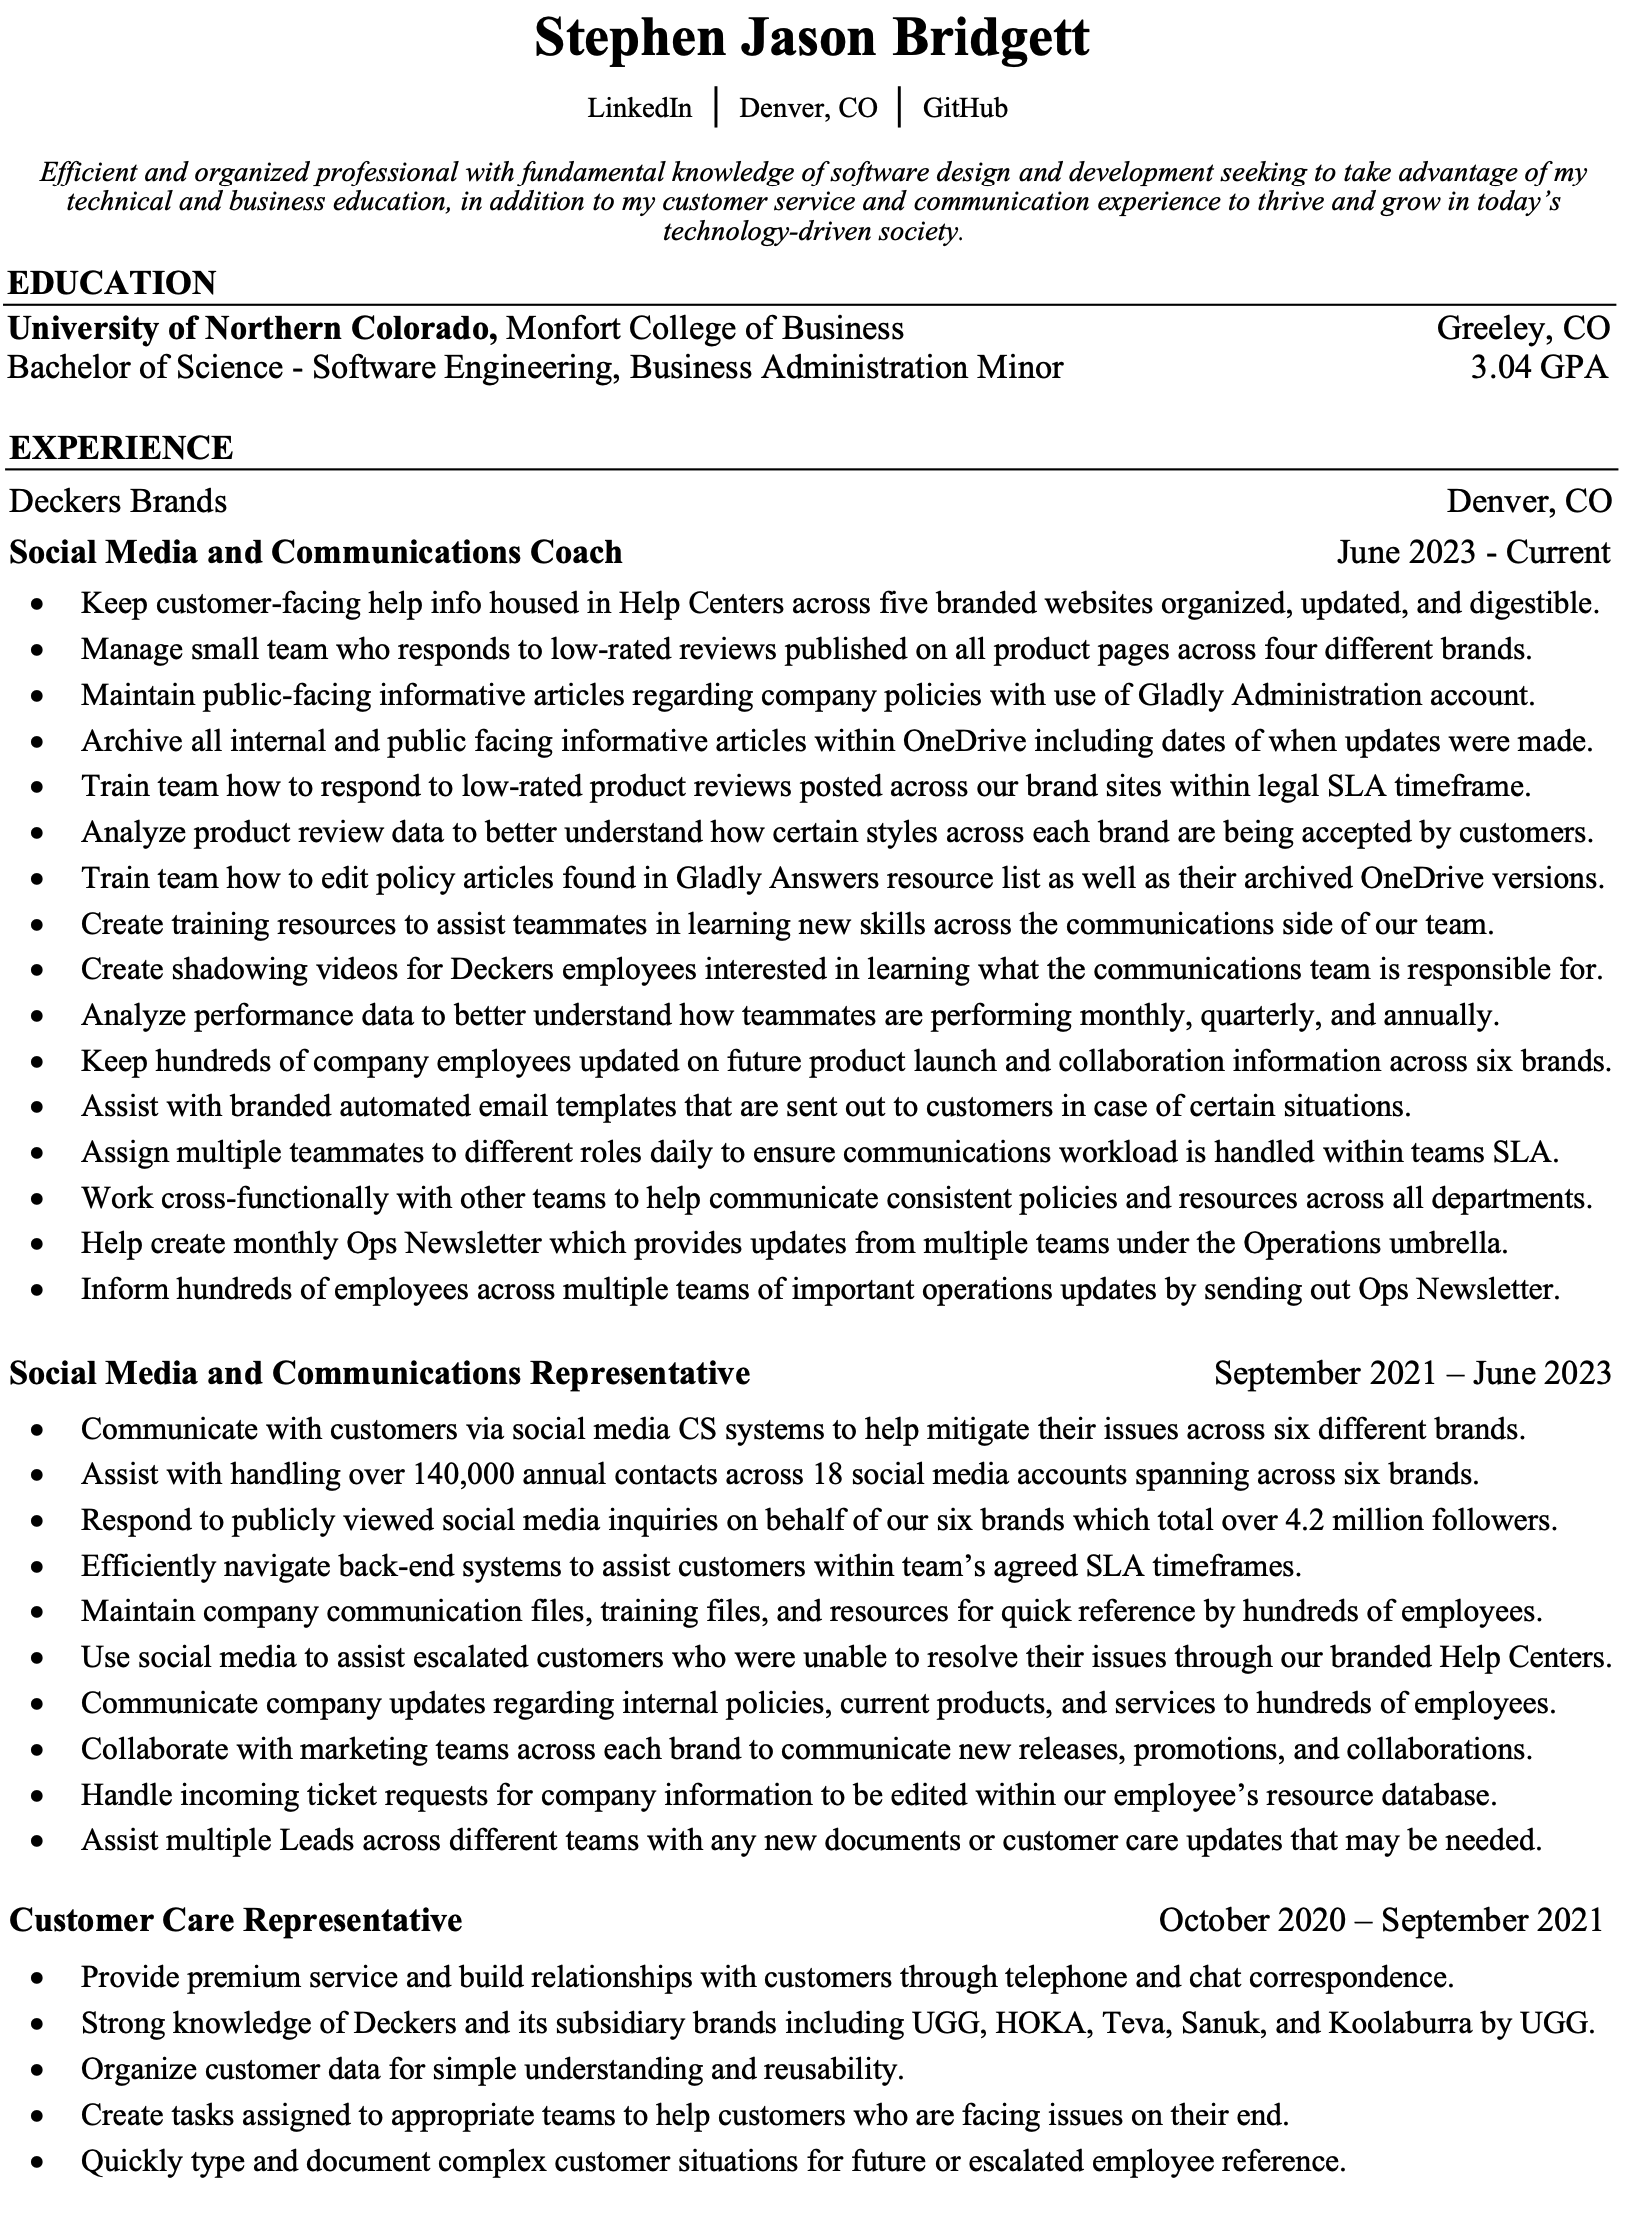 Stephen Jason Bridgett
LinkedIn | Denver, CO | GitHub
Efficient and organized professional with fundamental knowledge of software design and development seeking to take advantage of my
technical and business education, in addition to my customer service and communication experience to thrive and grow in today’s
technology-driven society.
EDUCATION
University of Northern Colorado, Monfort College of Business Greeley, CO
Bachelor of Science - Software Engineering, Business Administration Minor 3.04 GPA
EXPERIENCE
Deckers Brands Denver, CO
Social Media and Communications Coach June 2023 - Current
• Keep customer-facing help info housed in Help Centers across five branded websites organized, updated, and digestible.
• Manage small team who responds to low-rated reviews published on all product pages across four different brands.
• Maintain public-facing informative articles regarding company policies with use of Gladly Administration account.
• Archive all internal and public facing informative articles within OneDrive including dates of when updates were made.
• Train team how to respond to low-rated product reviews posted across our brand sites within legal SLA timeframe.
• Analyze product review data to better understand how certain styles across each brand are being accepted by customers.
• Train team how to edit policy articles found in Gladly Answers resource list as well as their archived OneDrive versions.
• Create training resources to assist teammates in learning new skills across the communications side of our team.
• Create shadowing videos for Deckers employees interested in learning what the communications team is responsible for.
• Analyze performance data to better understand how teammates are performing monthly, quarterly, and annually.
• Keep hundreds of company employees updated on future product launch and collaboration information across six brands.
• Assist with branded automated email templates that are sent out to customers in case of certain situations.
• Assign multiple teammates to different roles daily to ensure communications workload is handled within teams SLA.
• Work cross-functionally with other teams to help communicate consistent policies and resources across all departments.
• Help create monthly Ops Newsletter which provides updates from multiple teams under the Operations umbrella.
• Inform hundreds of employees across multiple teams of important operations updates by sending out Ops Newsletter.
Social Media and Communications Representative September 2021 – June 2023
• Communicate with customers via social media CS systems to help mitigate their issues across six different brands.
• Assist with handling over 140,000 annual contacts across 18 social media accounts spanning across six brands.
• Respond to publicly viewed social media inquiries on behalf of our six brands which total over 4.2 million followers.
• Efficiently navigate back-end systems to assist customers within team’s agreed SLA timeframes.
• Maintain company communication files, training files, and resources for quick reference by hundreds of employees.
• Use social media to assist escalated customers who were unable to resolve their issues through our branded Help Centers.
• Communicate company updates regarding internal policies, current products, and services to hundreds of employees.
• Collaborate with marketing teams across each brand to communicate new releases, promotions, and collaborations.
• Handle incoming ticket requests for company information to be edited within our employee’s resource database.
• Assist multiple Leads across different teams with any new documents or customer care updates that may be needed.
Customer Care Representative October 2020 – September 2021
• Provide premium service and build relationships with customers through telephone and chat correspondence.
• Strong knowledge of Deckers and its subsidiary brands including UGG, HOKA, Teva, Sanuk, and Koolaburra by UGG.
• Organize customer data for simple understanding and reusability.
• Create tasks assigned to appropriate teams to help customers who are facing issues on their end.
• Quickly type and document complex customer situations for future or escalated employee reference.